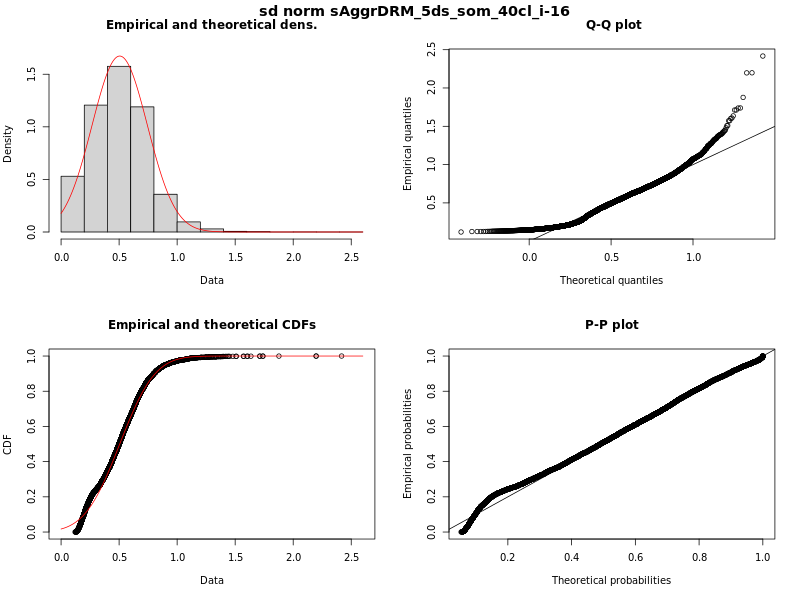 sd norm sAggrDRM_5ds_som_40cl_i-16
Empirical and theoretical dens.
Density
0.0 0.5 1.0 1.5
0.0 0.5 1.0 1.5 2.0 2.5
Data
Q-Q plot
Empirical quantiles
0.5 1.0 1.5 2.0 2.5
0.0 0.5 1.0
Theoretical quantiles
Empirical and theoretical CDFs
CDF
0.0 0.2 0.4 0.6 0.8 1.0
0.0 0.5 1.0 1.5 2.0 2.5
Data
P-P plot
Empirical probabilities
0.0 0.2 0.4 0.6 0.8 1.0
0.2 0.4 0.6 0.8 1.0
Theoretical probabilities